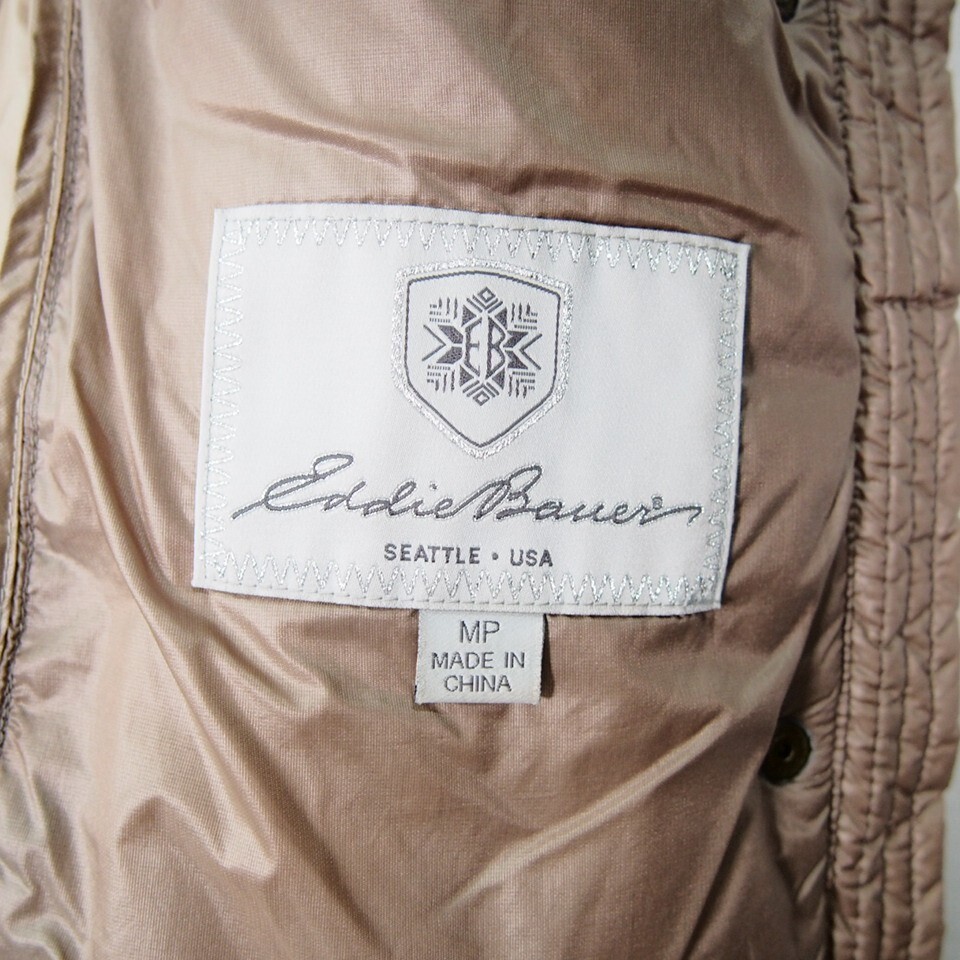 EB
Eddie Bauer®
SEATTLE • USA
MP
MADE IN
CHINA